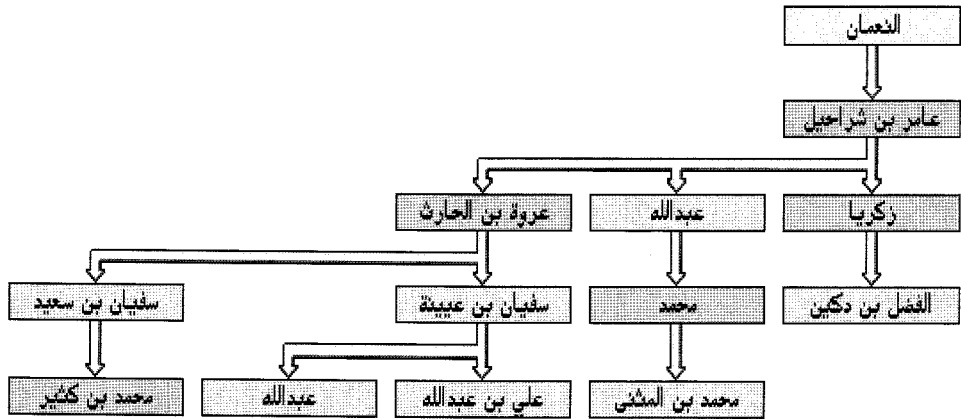 النعمان
عامر بن شراحيل
زكريا
عبدالله
عروة بن الحارث
الفضل بن دكين
محمد
سفيان بن عيينة
سفيان بن سعيد
محمد بن المثنى
علي بن عبدالله
عبدالله
محمد بن كثير